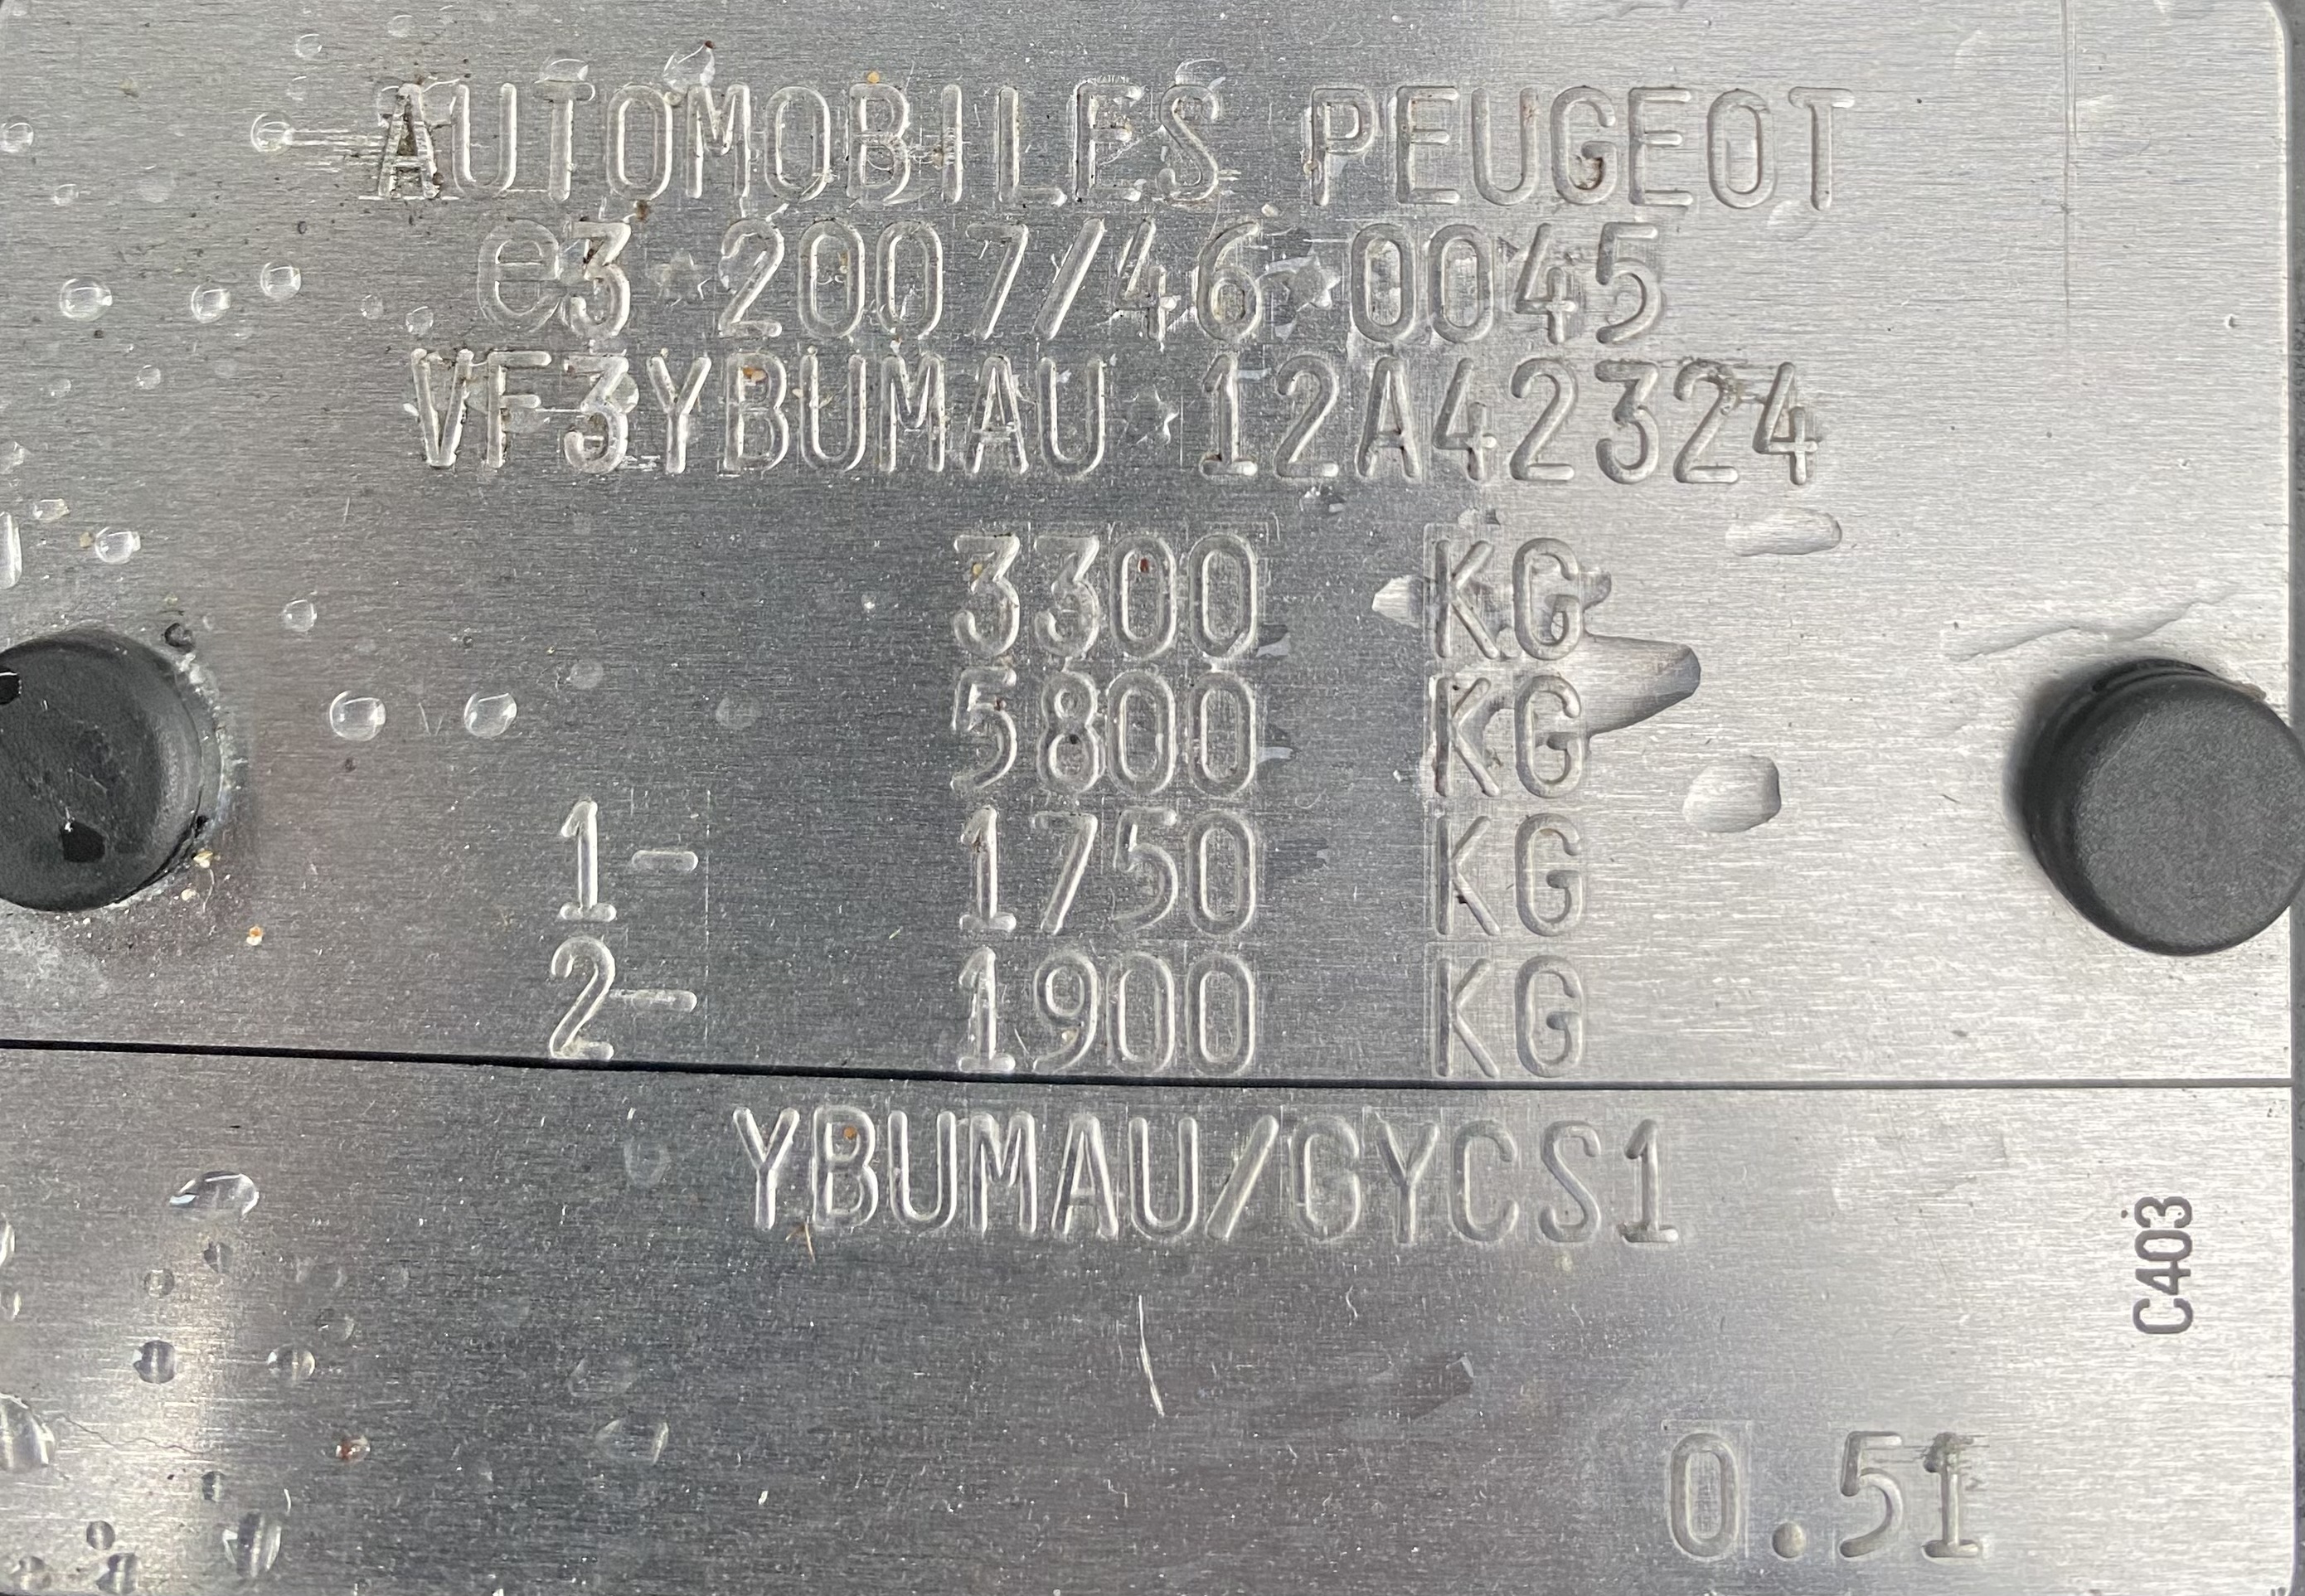 AUTOMOBILES PEUGEOT
e3*2007/46*0045
VF3YBUMAU*12A42324
3300 KG
5800 KG
1- 1750 KG
2- 1900 KG
YBUMAU/GYCS1
C403
0.51